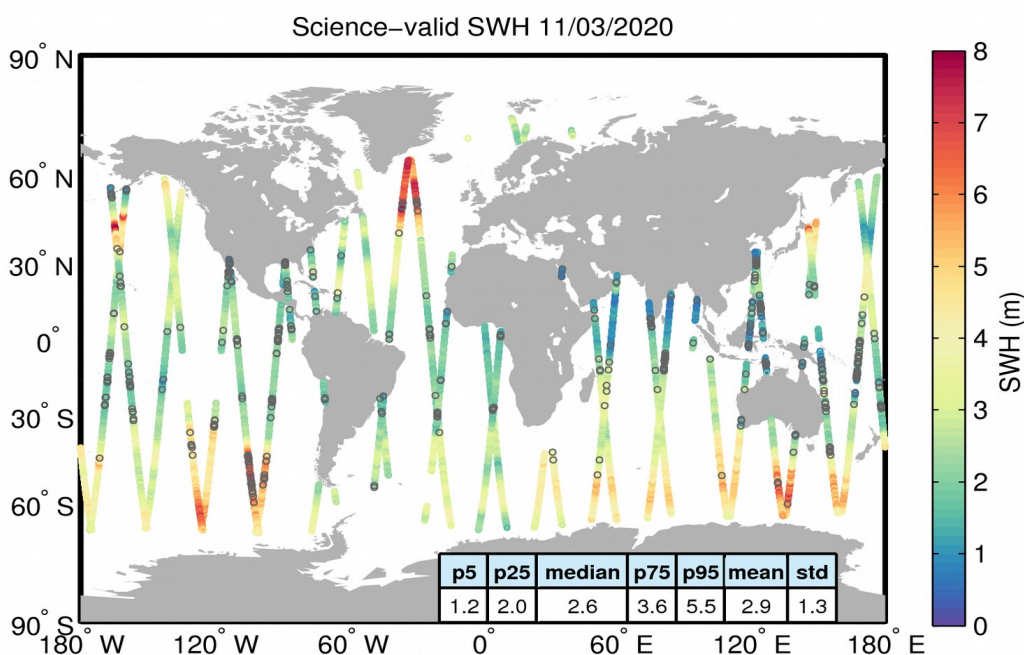 Science−valid SWH 11/03/2020
90° N
60° N
30° N
0°
30° S
60° S
90° S
180° W
120° W
60° W
0°
60° E
120° E
180° E
p5 p25 median p75 p95 mean std
1.2 2.0 2.6 3.6 5.5 2.9 1.3
8
7
6
5
4
3
2
1
0
SWH (m)